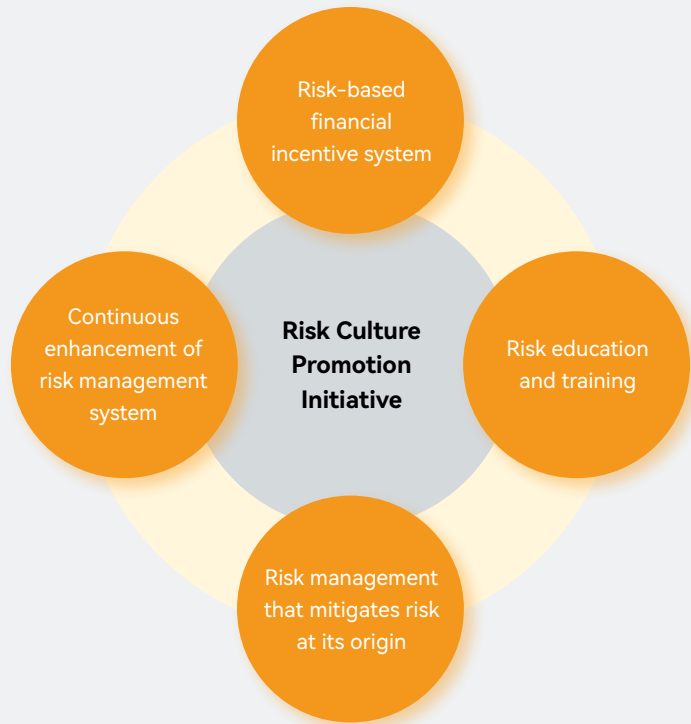 Risk-based
financial
incentive system
Continuous
enhancement of
risk management
system
Risk Culture
Promotion
Initiative
Risk education
and training
Risk management
that mitigates risk
at its origin